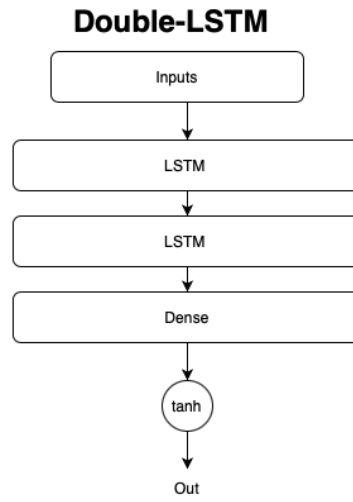 Double-LSTM
Inputs
LSTM
LSTM
Dense
tanh
Out